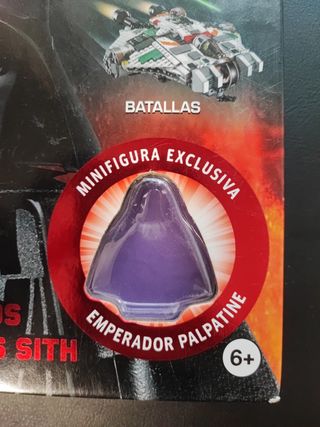 BATALLAS
MINIFIGURA EXCLUSIVA
EMPERADOR PALPATINE
OS
S SITH
6+